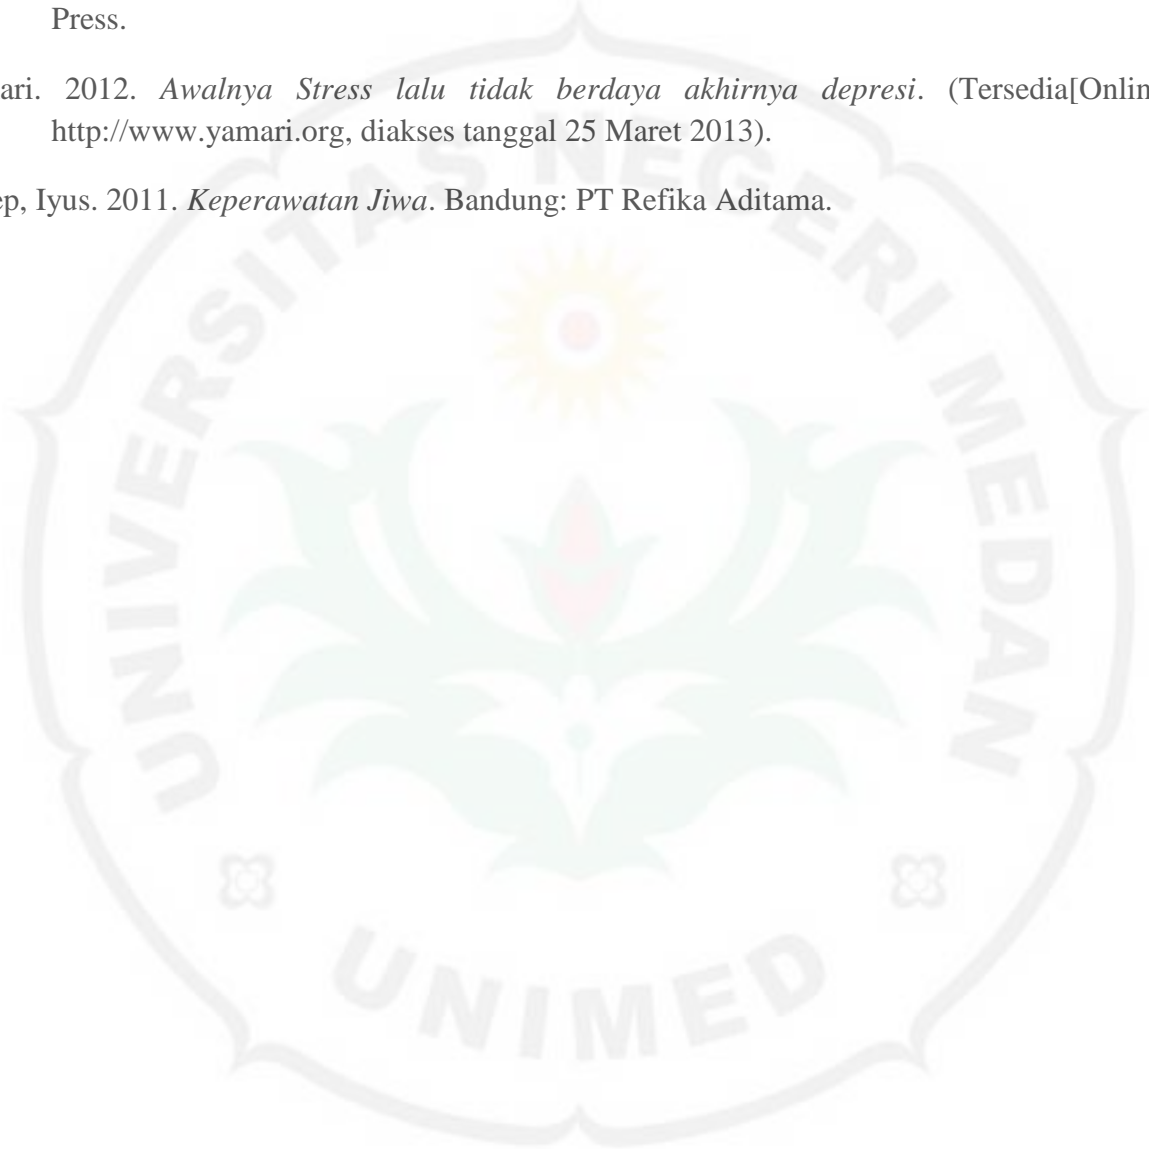 Press.
ari. 2012. Awalnya Stress lalu tidak berdaya akhirnya depresi. (Tersedia[Onlin
http://www.yamari.org, diakses tanggal 25 Maret 2013).
ep, Iyus. 2011. Keperawatan Jiwa. Bandung: PT Refika Aditama.
UNIVERSITAS NEGERI MEDAN
UNIMED